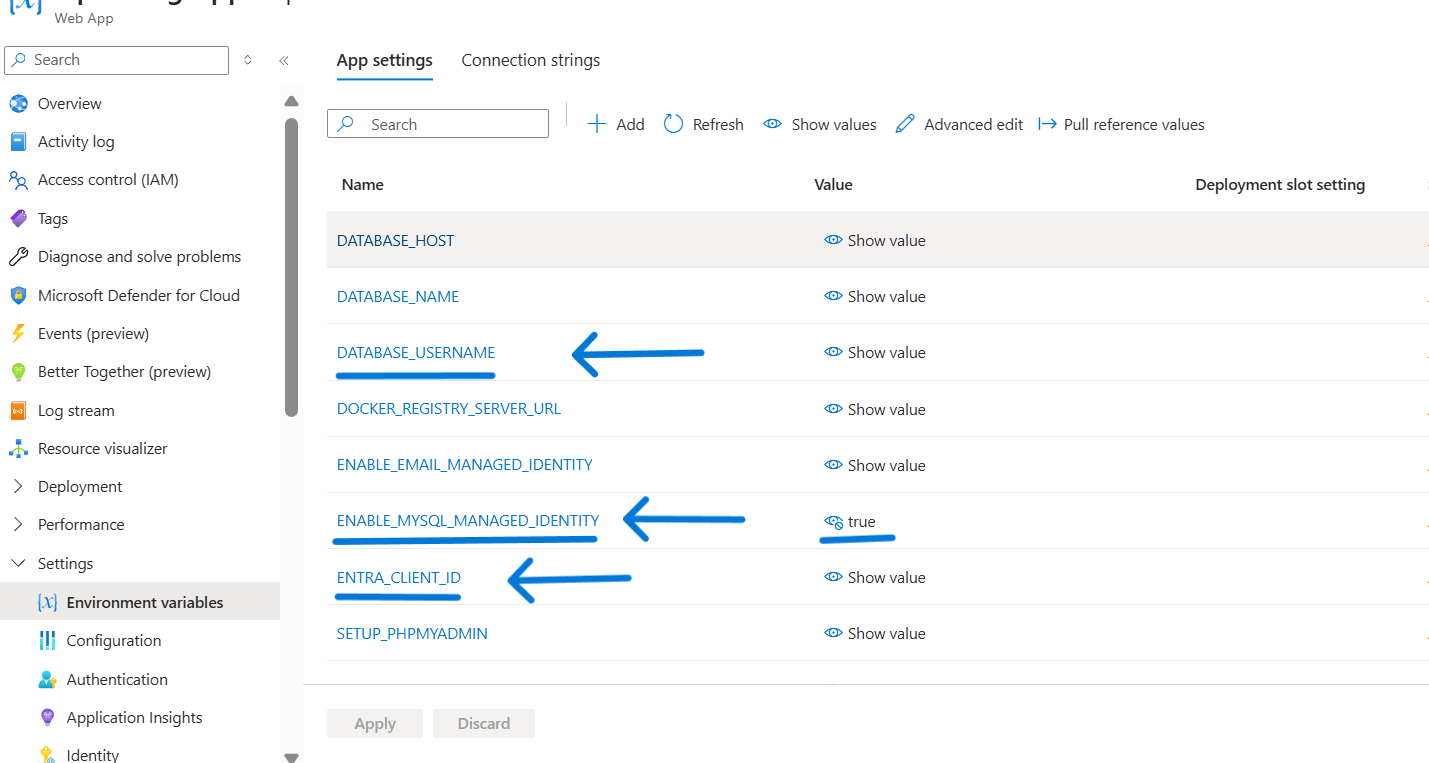 Web App
Search
Overview
Activity log
Access control (IAM)
Tags
Diagnose and solve problems
Microsoft Defender for Cloud
Events (preview)
Better Together (preview)
Log stream
Resource visualizer
Deployment
Performance
Settings
Environment variables
Configuration
Authentication
Application Insights
Identity
App settings Connection strings
Search Add Refresh Show values Advanced edit Pull reference values
Name Value Deployment slot setting
DATABASE_HOST Show value
DATABASE_NAME Show value
DATABASE_USERNAME Show value
DOCKER_REGISTRY_SERVER_URL Show value
ENABLE_EMAIL_MANAGED_IDENTITY Show value
ENABLE_MYSQL_MANAGED_IDENTITY true
ENTRA_CLIENT_ID Show value
SETUP_PHPMYADMIN Show value
Apply Discard